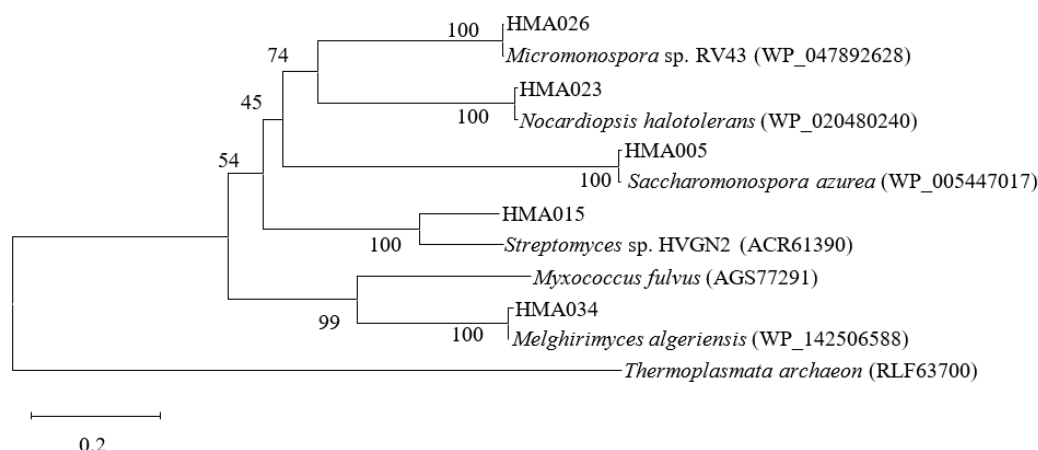 HMA026
100
Micromonospora sp. RV43 (WP_047892628)
74
HMA023
100
Nocardiopsis halotolerans (WP_020480240)
45
HMA005
100
Saccharomonospora azurea (WP_005447017)
54
HMA015
100
Streptomyces sp. HVGN2 (ACR61390)
Myxococcus fulvus (AGS77291)
99
HMA034
100
Melghirimyces algeriensis (WP_142506588)
Thermoplasmata archaeon (RLF63700)
0.2